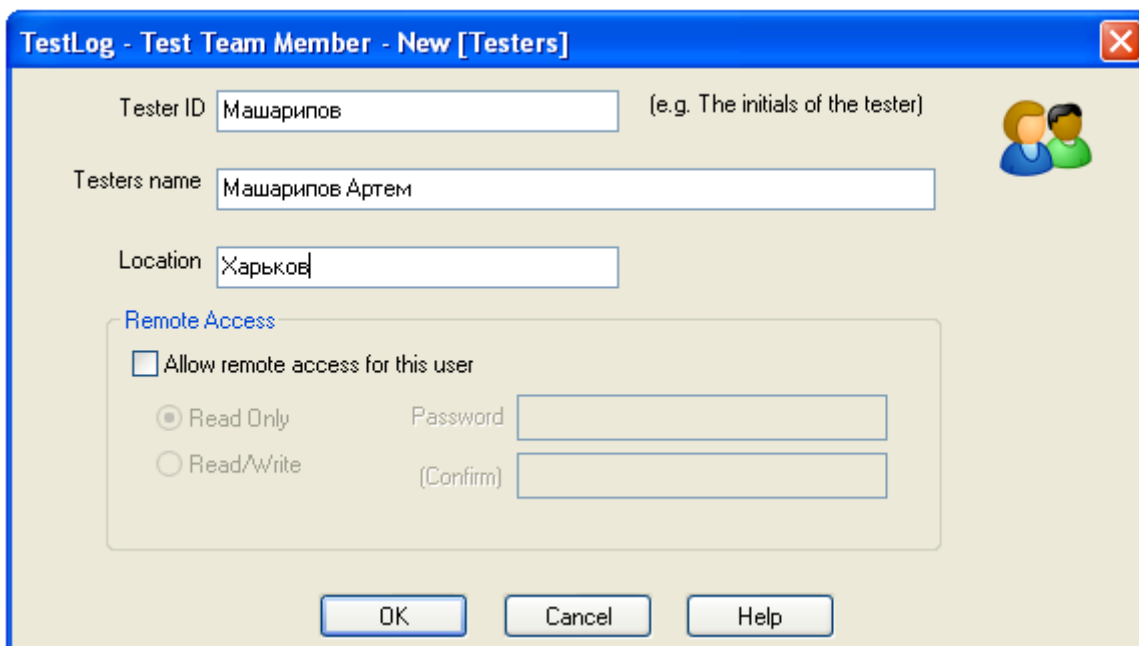 TestLog - Test Team Member - New [Testers]
Tester ID Машарипов (e.g. The initials of the tester)
Testers name Машарипов Артем
Location Харьков
Remote Access
Allow remote access for this user
Read Only Password
Read/Write (Confirm)
OK Cancel Help